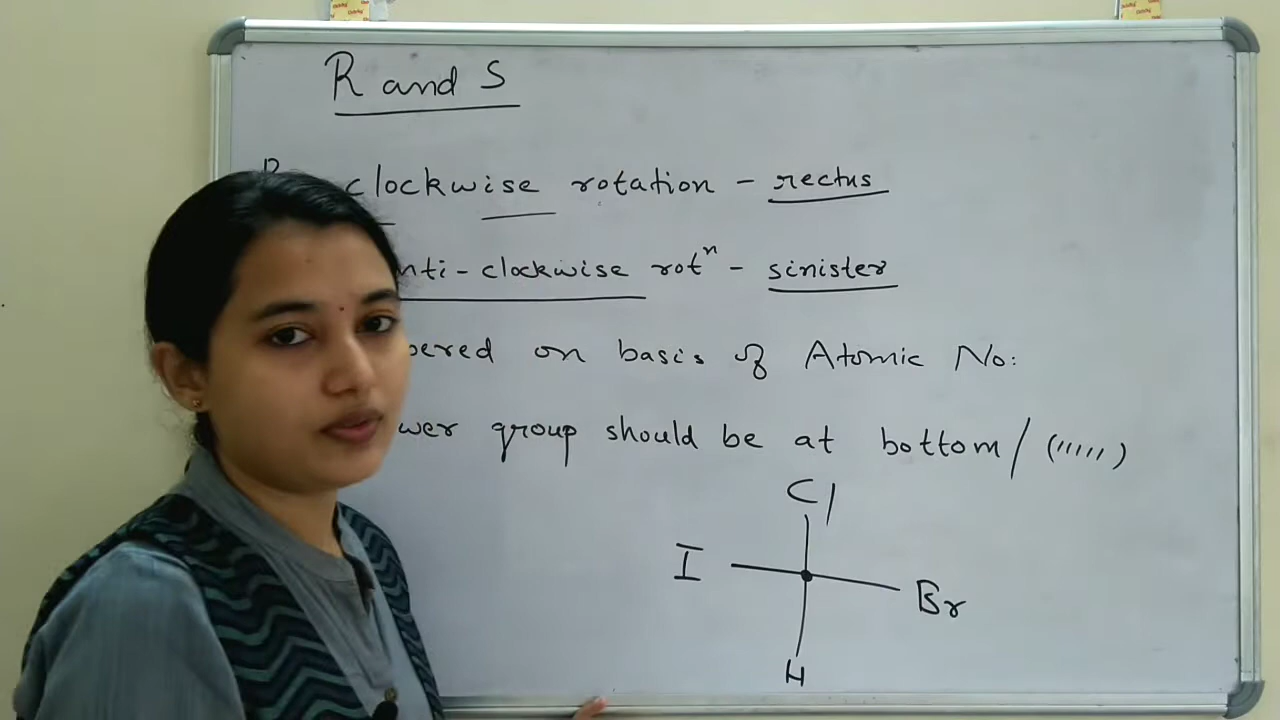 R and S
clockwise rotation - rectus
nti - clockwise rotⁿ - sinister
bered on basis of Atomic No:
wer group should be at bottom / (''''')
Cl
I
Br
H